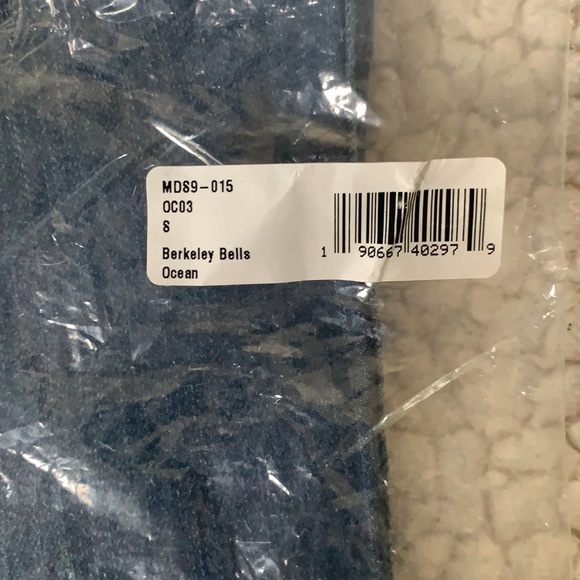 MDS9-015
OC03
S
Berkeley Bells
Ocean
1 90667 40297 9